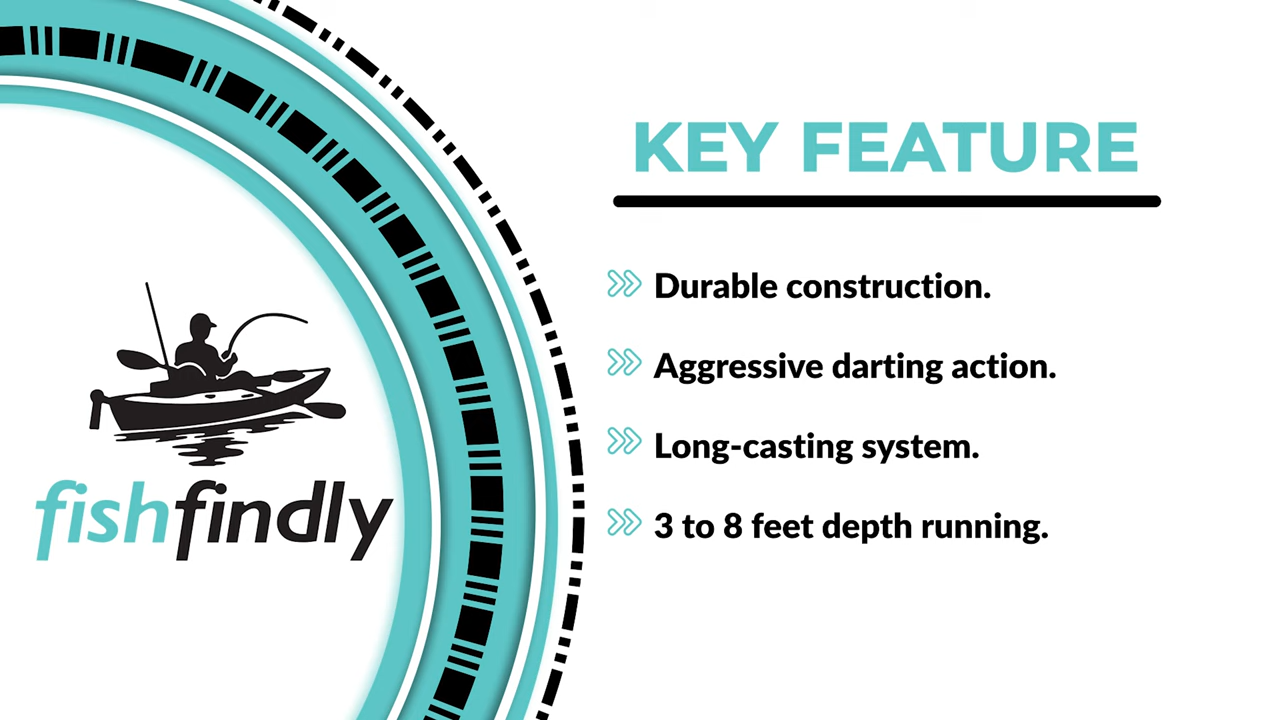 KEY FEATURE
Durable construction.
Aggressive darting action.
Long-casting system.
3 to 8 feet depth running.
fishfindly